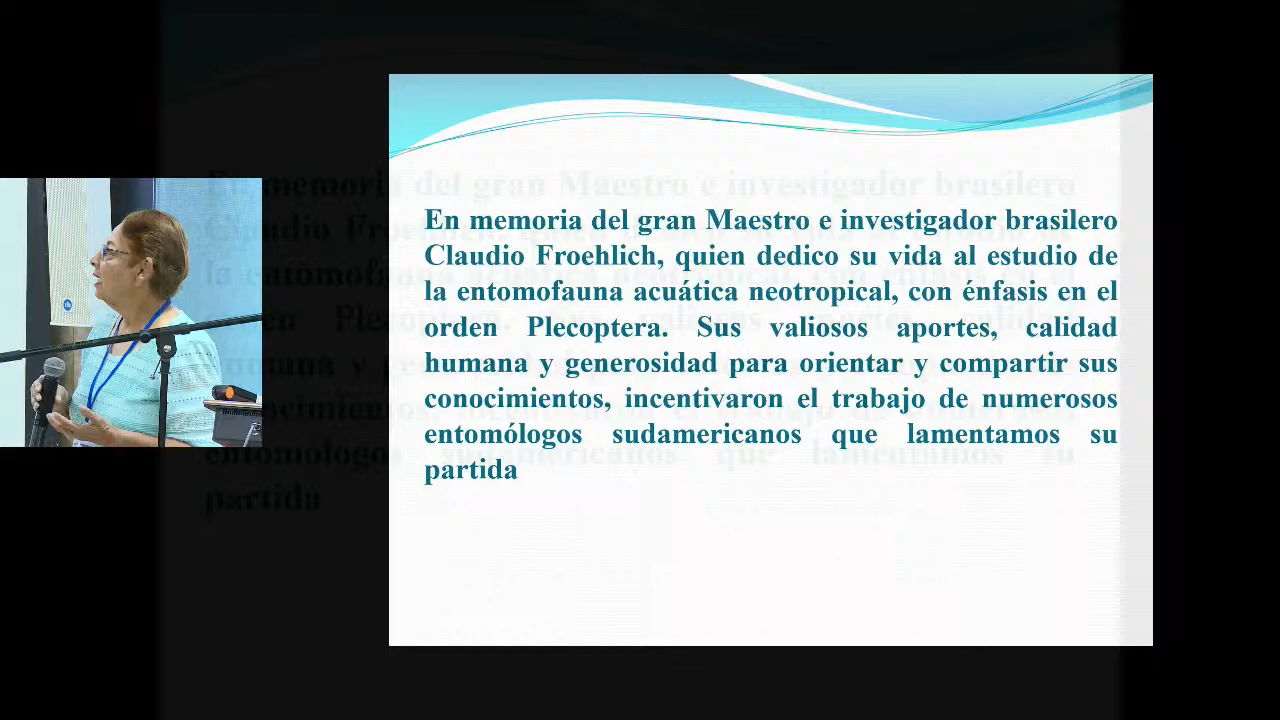 En memoria del gran Maestro e investigador brasilero
Claudio Froehlich, quien dedico su vida al estudio de
la entomofauna acuática neotropical, con énfasis en el
orden Plecoptera. Sus valiosos aportes, calidad
humana y generosidad para orientar y compartir sus
conocimientos, incentivaron el trabajo de numerosos
entomólogos sudamericanos que lamentamos su
partida